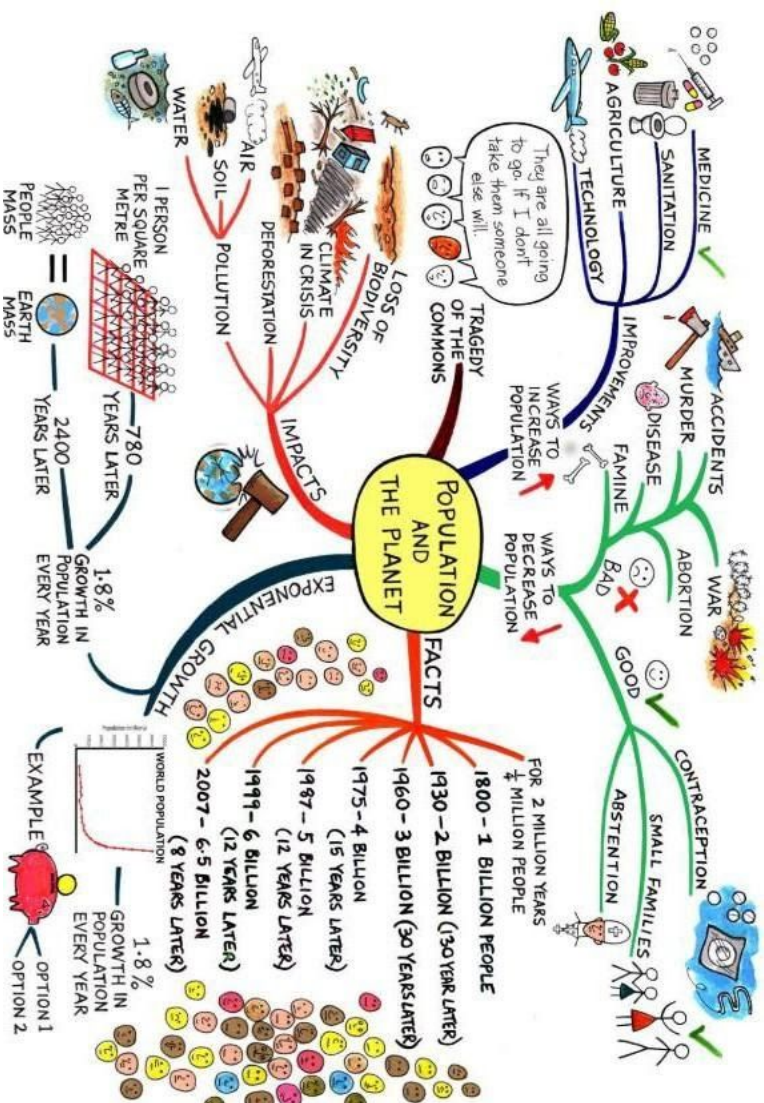 POPULATION
AND
THE PLANET
WAYS TO
INCREASE
POPULATION
IMPROVEMENTS
MEDICINE
SANITATION
AGRICULTURE
TECHNOLOGY
TRAGEDY
OF THE
COMMONS
They are all going
to go. If I don't
take them someone
else will.
IMPACTS
LOSS OF
BIODIVERSITY
CLIMATE
IN CRISIS
DEFORESTATION
POLLUTION
AIR
SOIL
WATER
EXPONENTIAL GROWTH
1.8%
GROWTH IN
POPULATION
EVERY YEAR
780
YEARS LATER
1 PERSON
PER SQUARE
METRE
2400
YEARS LATER
PEOPLE
MASS
=
EARTH
MASS
WORLD POPULATION
1.8%
GROWTH IN
POPULATION
EVERY YEAR
EXAMPLE
OPTION 1
OPTION 2
FACTS
FOR 2 MILLION YEARS
1/4 MILLION PEOPLE
1800 - 1 BILLION PEOPLE
1930 - 2 BILLION (130 YEAR LATER)
1960 - 3 BILLION (30 YEARS LATER)
1975 - 4 BILLION
(15 YEARS LATER)
1987 - 5 BILLION
(12 YEARS LATER)
1999 - 6 BILLION
(12 YEARS LATER)
2007 - 6.5 BILLION
(8 YEARS LATER)
WAYS TO
DECREASE
POPULATION
BAD
FAMINE
DISEASE
MURDER
ACCIDENTS
WAR
ABORTION
GOOD
CONTRACEPTION
SMALL FAMILIES
ABSTENTION